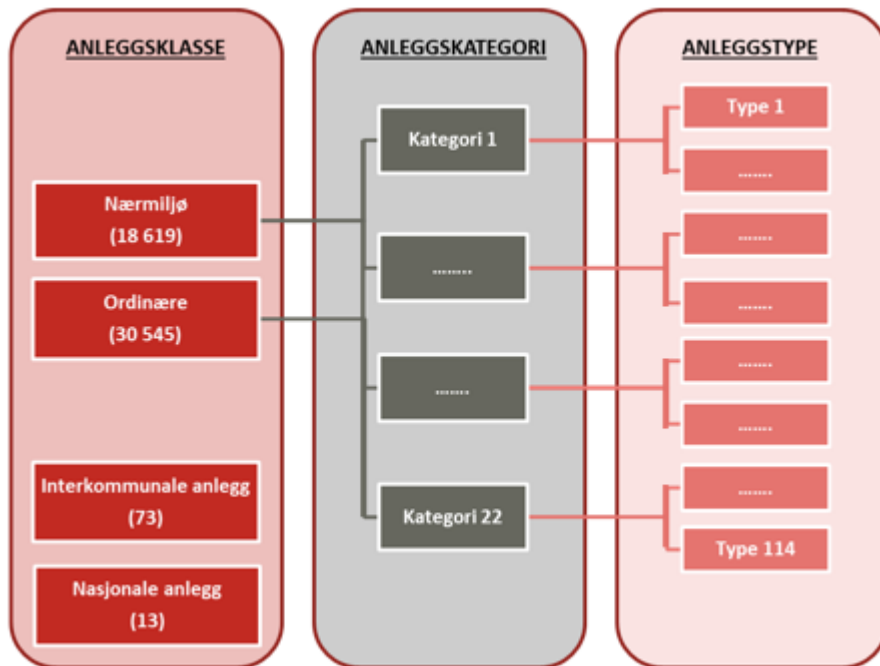 ANLEGGSKLASSE
Nærmiljø
(18 619)
Ordinære
(30 545)
Interkommunale anlegg
(73)
Nasjonale anlegg
(13)
ANLEGGSKATEGORI
Kategori 1
........
.......
Kategori 22
ANLEGGSTYPE
Type 1
.......
.......
.......
.......
.......
.......
Type 114